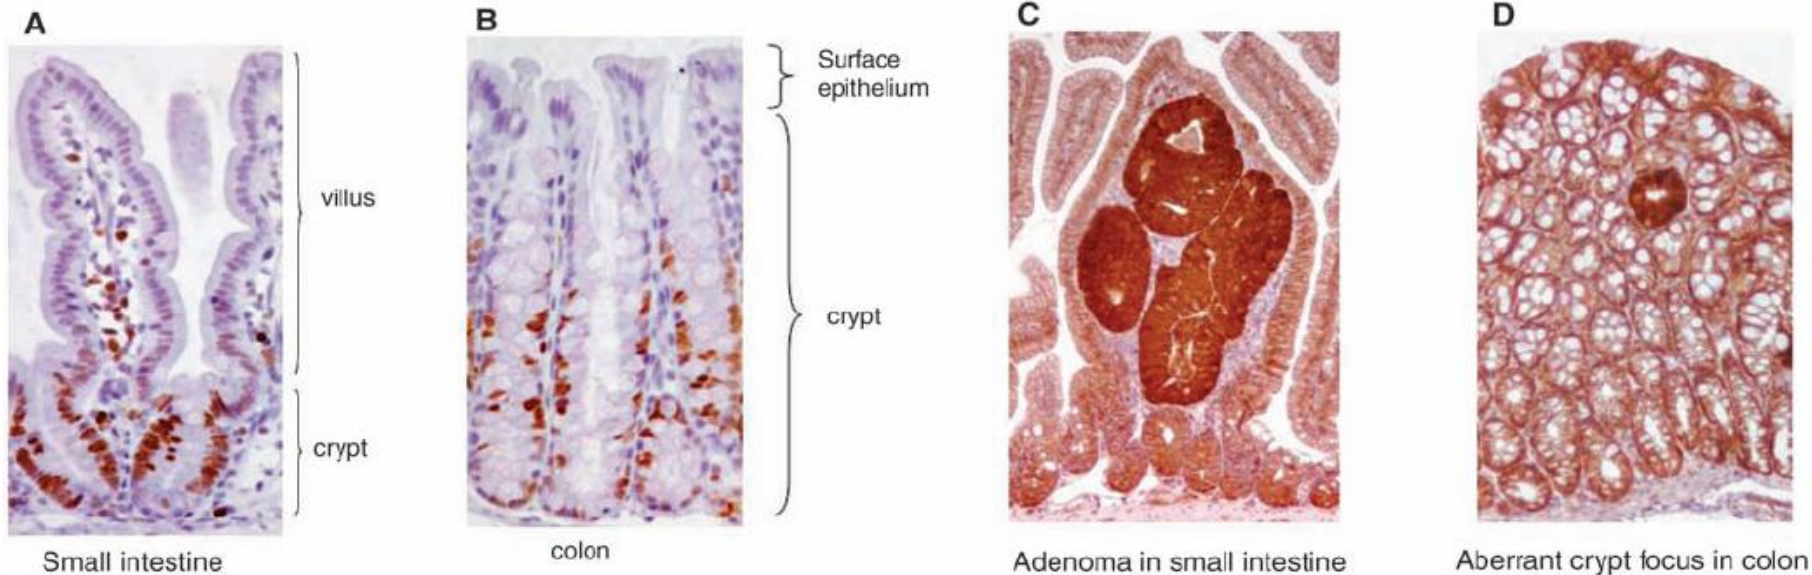 A
B
C
D
Surface
epithelium
villus
crypt
crypt
Small intestine
colon
Adenoma in small intestine
Aberrant crypt focus in colon